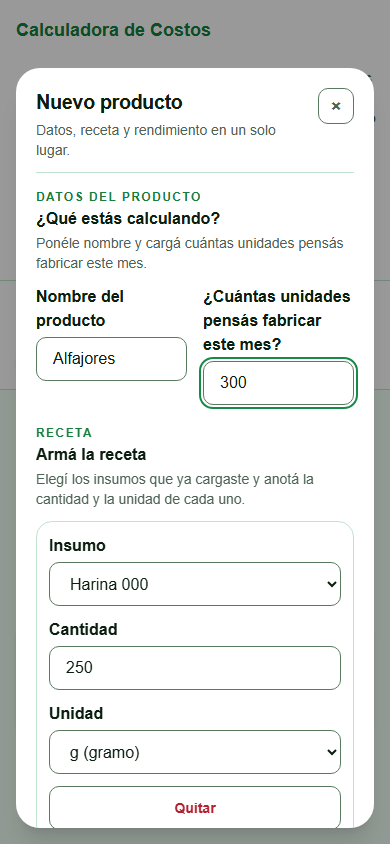 Calculadora de Costos
Nuevo producto
×
Datos, receta y rendimiento en un solo
lugar.
DATOS DEL PRODUCTO
¿Qué estás calculando?
Ponéle nombre y cargá cuántas unidades pensás
fabricar este mes.
Nombre del
producto
Alfajores
¿Cuántas unidades
pensás fabricar
este mes?
300
RECETA
Armá la receta
Elegí los insumos que ya cargaste y anotá la
cantidad y la unidad de cada uno.
Insumo
Harina 000
Cantidad
250
Unidad
g (gramo)
Quitar